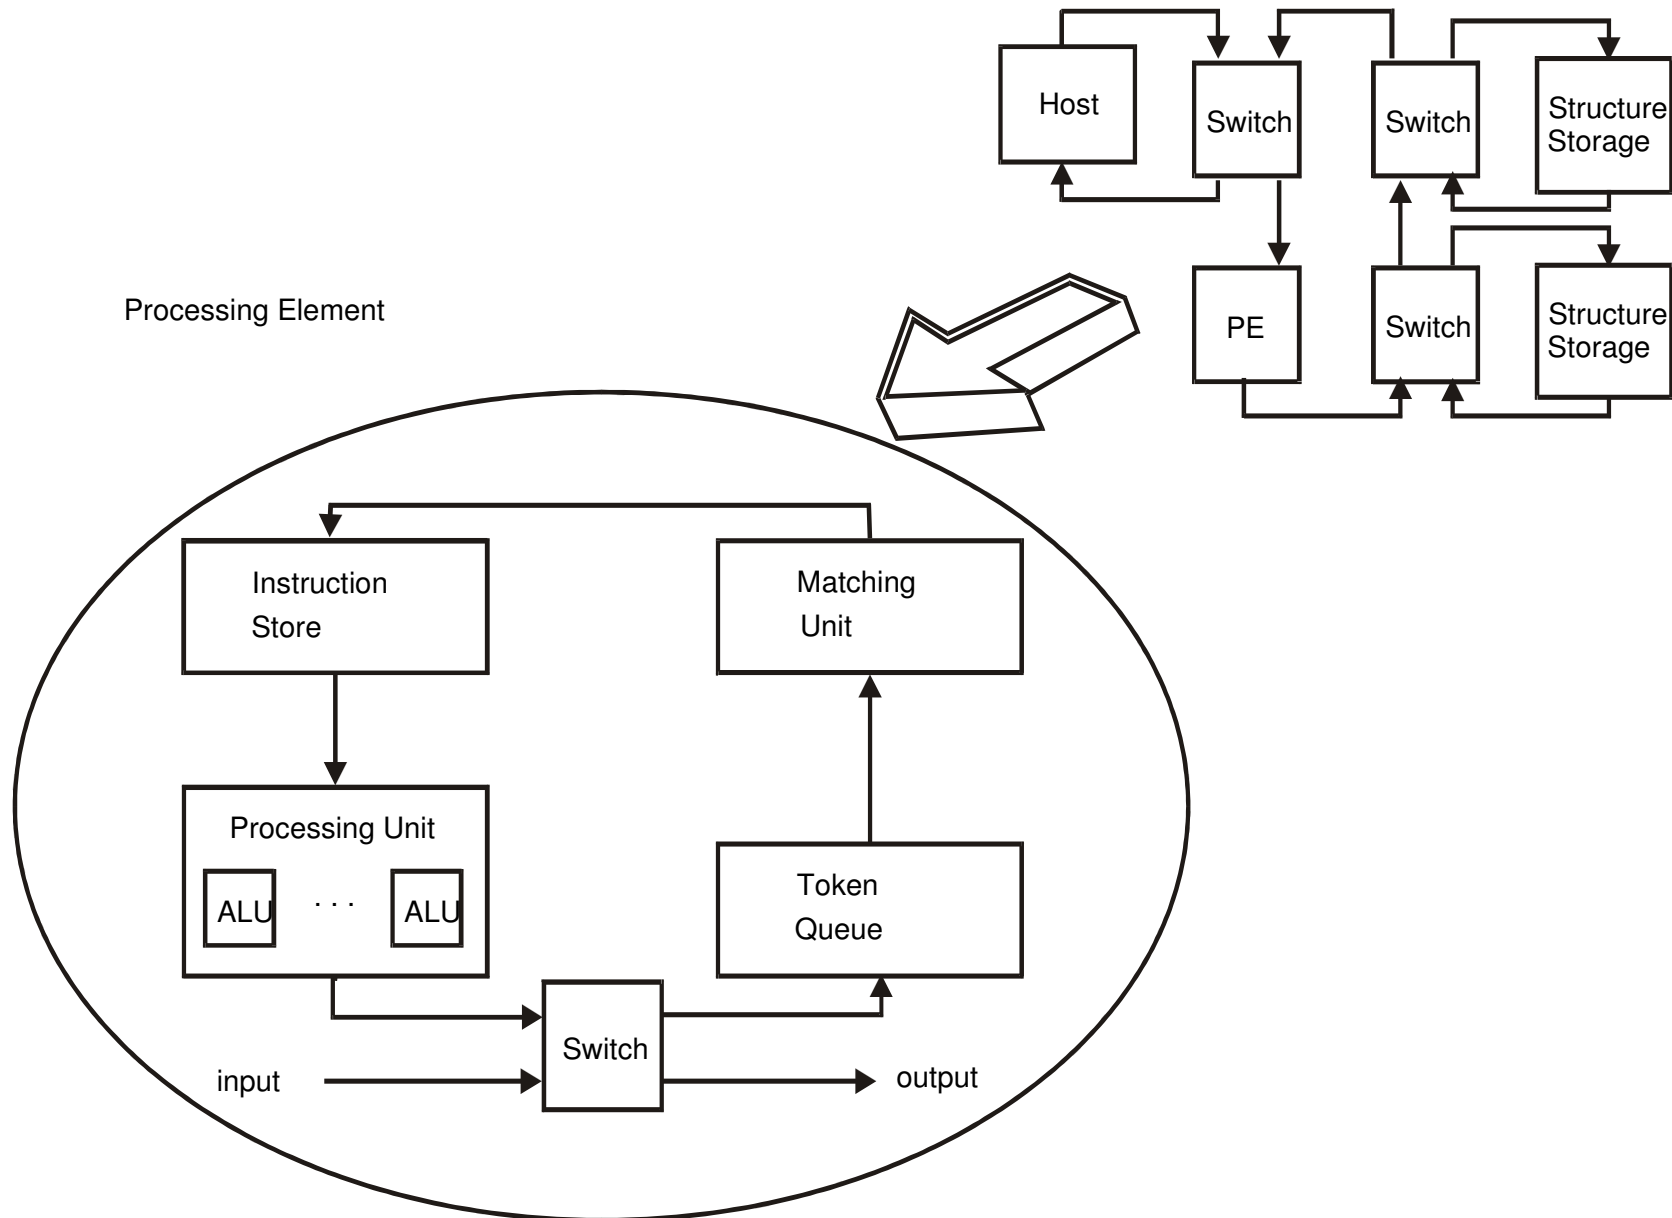 Host
Switch
Switch
Structure
Storage
Processing Element
PE
Switch
Structure
Storage
Instruction
Store
Matching
Unit
Processing Unit
ALU
. . .
ALU
Token
Queue
Switch
input
output